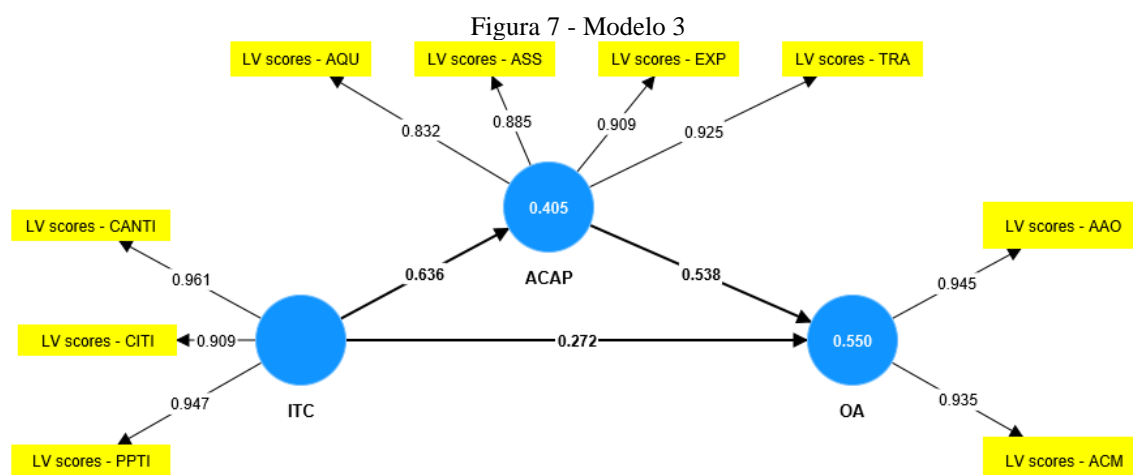 Figura 7 - Modelo 3
LV scores - AQU
LV scores - ASS
LV scores - EXP
LV scores - TRA
0.832
0.885
0.909
0.925
0.405
ACAP
LV scores - CANTI
LV scores - CITI
LV scores - PPTI
0.961
0.909
0.947
ITC
0.636
0.538
0.272
0.550
OA
0.945
0.935
LV scores - AAO
LV scores - ACM